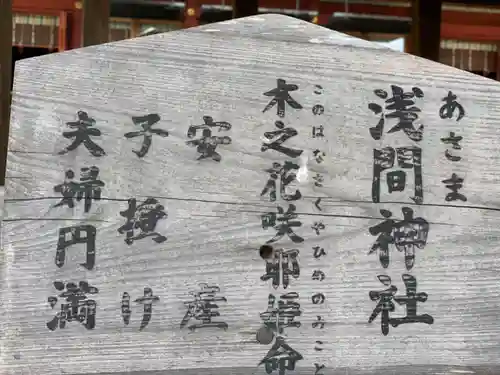 あさま
浅間神社
このはなさくやひめのみこと
木之花咲耶姫命
安産
子撫け
夫婦円満